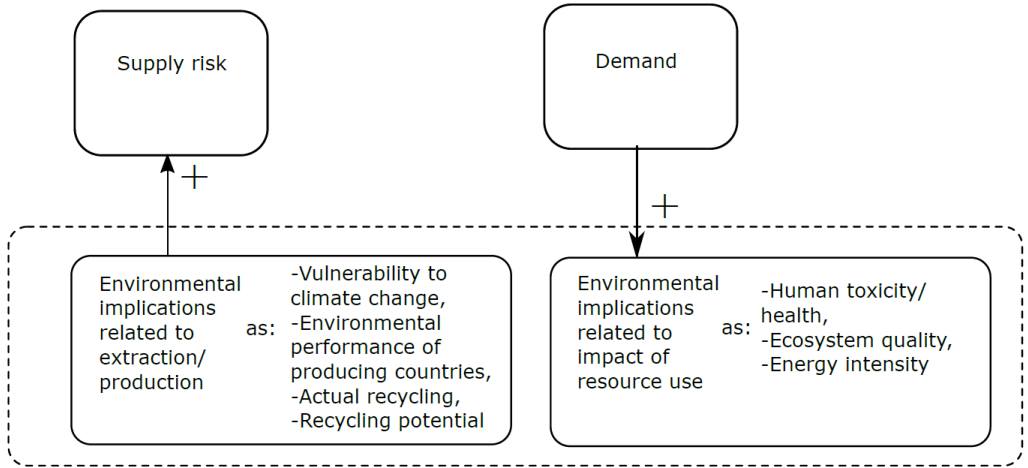 Supply risk
Demand
+
+
Environmental
implications
related to
extraction/
production
as:
-Vulnerability to
climate change,
-Environmental
performance of
producing countries,
-Actual recycling,
-Recycling potential
Environmental
implications
related to
impact of
resource use
as:
-Human toxicity/
health,
-Ecosystem quality,
-Energy intensity